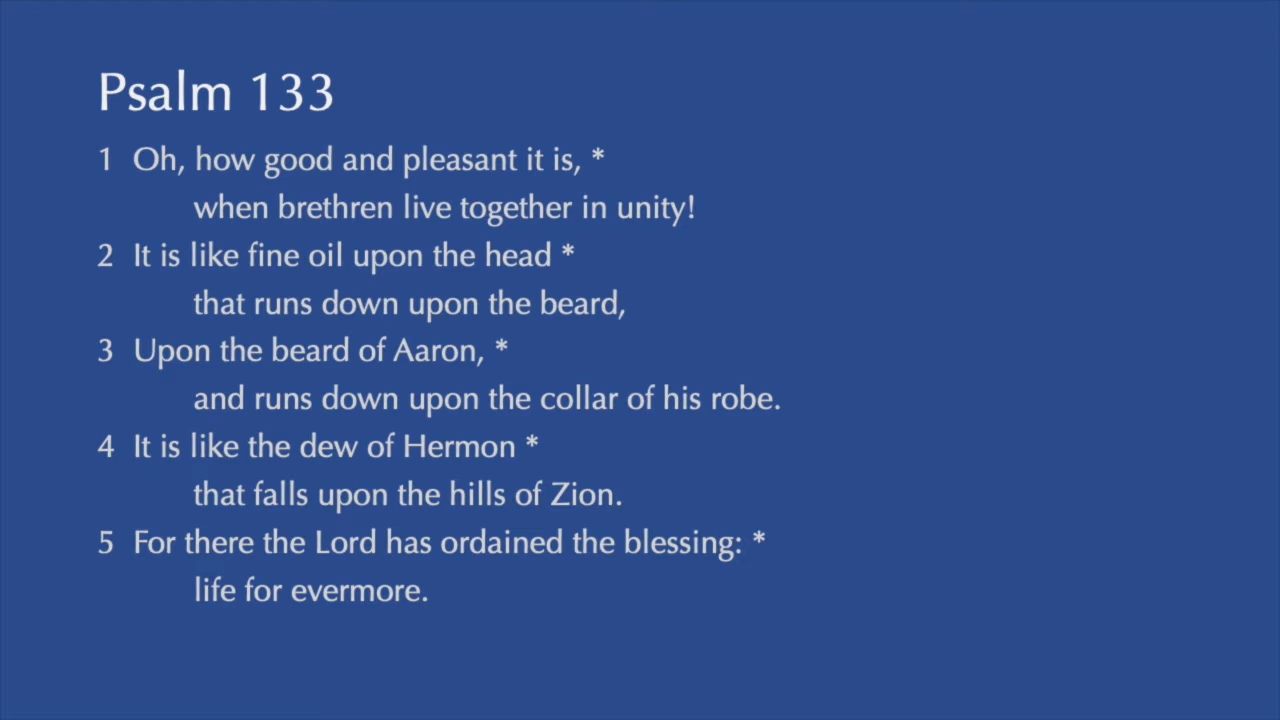 Psalm 133
1 Oh, how good and pleasant it is, *
when brethren live together in unity!
2 It is like fine oil upon the head *
that runs down upon the beard,
3 Upon the beard of Aaron, *
and runs down upon the collar of his robe.
4 It is like the dew of Hermon *
that falls upon the hills of Zion.
5 For there the Lord has ordained the blessing: *
life for evermore.